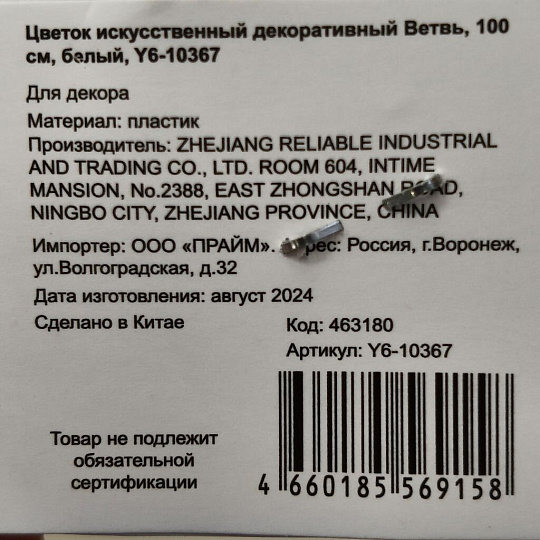 Цветок искусственный декоративный Ветвь, 100
см, белый, Y6-10367
Для декора
Материал: пластик
Производитель: ZHEJIANG RELIABLE INDUSTRIAL
AND TRADING CO., LTD. ROOM 604, INTIME
MANSION, No.2388, EAST ZHONGSHAN ROAD,
NINGBO CITY, ZHEJIANG PROVINCE, CHINA
Импортер: ООО «ПРАЙМ». Адрес: Россия, г.Воронеж,
ул.Волгоградская, д.32
Дата изготовления: август 2024
Сделано в Китае
Код: 463180
Артикул: Y6-10367
Товар не подлежит
обязательной
сертификации
4 660185 569158